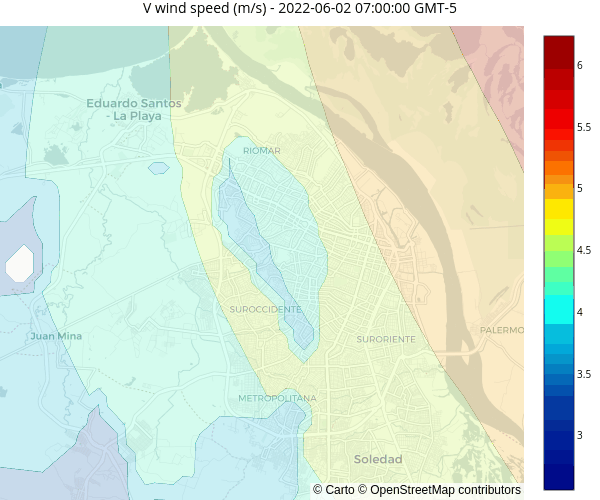 V wind speed (m/s) - 2022-06-02 07:00:00 GMT-5
6
5.5
5
4.5
4
3.5
3
Eduardo Santos
- La Playa
RIOMAR
SUROCCIDENTE
Juan Mina
SURORIENTE
PALERMO
METROPOLITANA
Soledad
© Carto © OpenStreetMap contributors